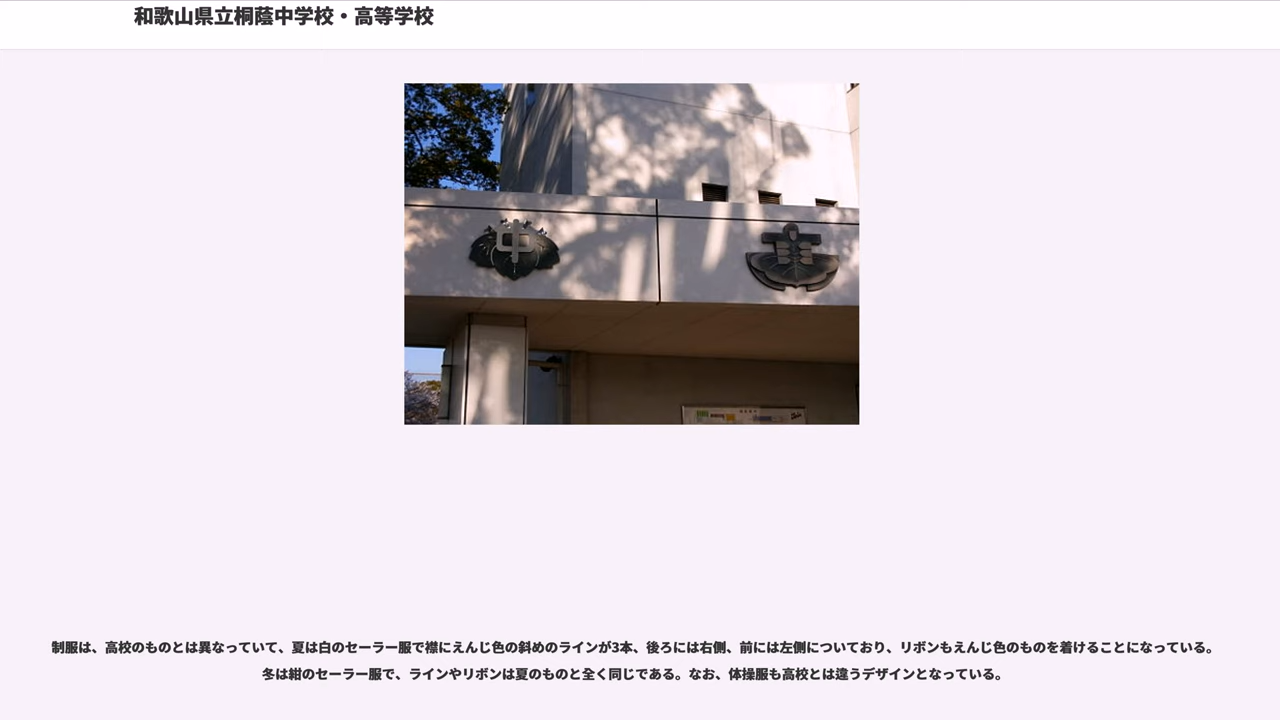 和歌山県立桐蔭中学校・高等学校
中
高
制服は、高校のものとは異なっていて、夏は白のセーラー服で襟にえんじ色の斜めのラインが3本、後ろには右側、前には左側についており、リボンもえんじ色のものを着けることになっている。
冬は紺のセーラー服で、ラインやリボンは夏のものと全く同じである。なお、体操服も高校とは違うデザインとなっている。